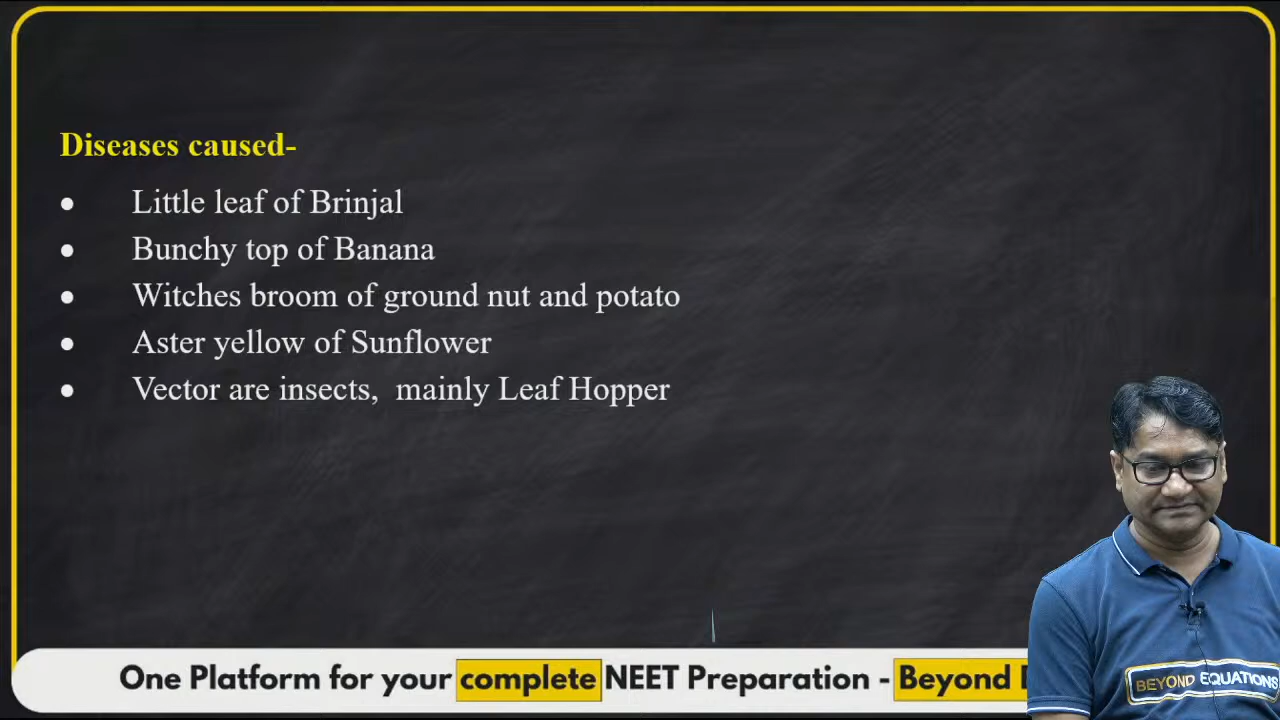 Diseases caused-
• Little leaf of Brinjal
• Bunchy top of Banana
• Witches broom of ground nut and potato
• Aster yellow of Sunflower
• Vector are insects,  mainly Leaf Hopper
One Platform for your complete NEET Preparation - Beyond
BEYOND EQUATIONS